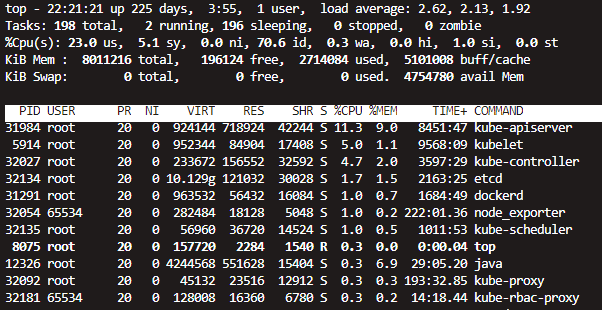 top - 22:21:21 up 225 days,  3:55,  1 user,  load average: 2.62, 2.13, 1.92
Tasks: 198 total,   2 running, 196 sleeping,   0 stopped,   0 zombie
%Cpu(s): 23.0 us,  5.1 sy,  0.0 ni, 70.6 id,  0.3 wa,  0.0 hi,  1.0 si,  0.0 st
KiB Mem :  8011216 total,   196124 free,  2714084 used,  5101008 buff/cache
KiB Swap:        0 total,        0 free,        0 used.  4754780 avail Mem
PID USER      PR  NI    VIRT    RES    SHR S %CPU %MEM     TIME+ COMMAND
31984 root      20   0  924144 718924  42244 S 11.3  9.0   8451:47 kube-apiserver
5914 root      20   0  952344  84904  17408 S  5.0  1.1   9568:09 kubelet
32027 root      20   0  233672 156552  32592 S  4.7  2.0   3597:29 kube-controller
32134 root      20   0 10.129g 121032  30028 S  1.7  1.5   2163:25 etcd
31291 root      20   0  963532  56432  16084 S  1.0  0.7   1684:49 dockerd
32054 65534     20   0  282484  18128   5048 S  1.0  0.2 222:01.36 node_exporter
32135 root      20   0   56960  36720  14524 S  1.0  0.5   1011:53 kube-scheduler
8075 root      20   0  157720   2284   1540 R  0.3  0.0   0:00.04 top
12326 root      20   0 4244568 551628  15404 S  0.3  6.9  29:05.20 java
32092 root      20   0   45132  23516  12912 S  0.3  0.3 193:32.85 kube-proxy
32181 65534     20   0  128008  16360   6780 S  0.3  0.2  14:18.44 kube-rbac-proxy